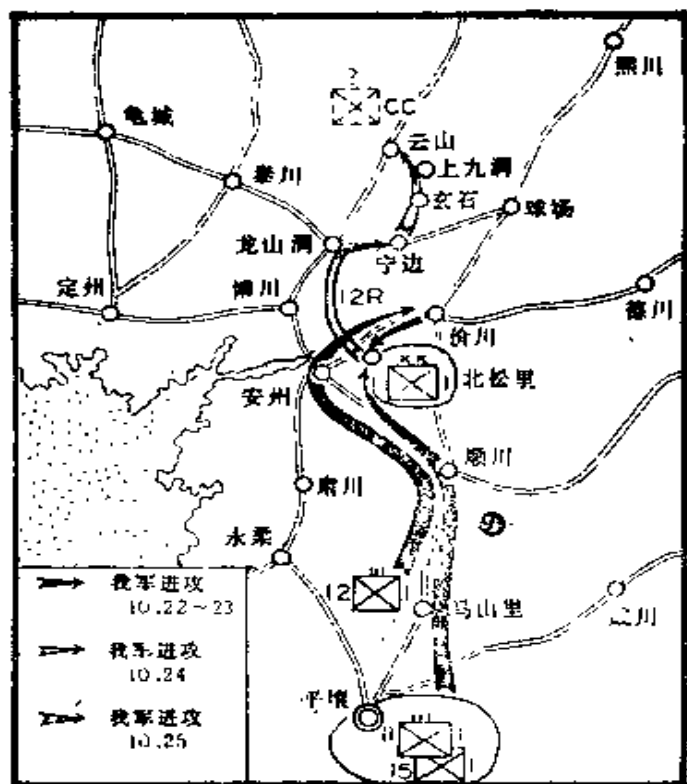 熙川
龟城
CC
云山
上九洞
泰川
玄石
球场
龙山洞
宁边
定州
博川
12R
德川
价川
安州
北松里
顺川
肃川
永柔
我军进攻
10.22~23
12
马山里
我军进攻
10.24
平壤
我军进攻
10.25
15